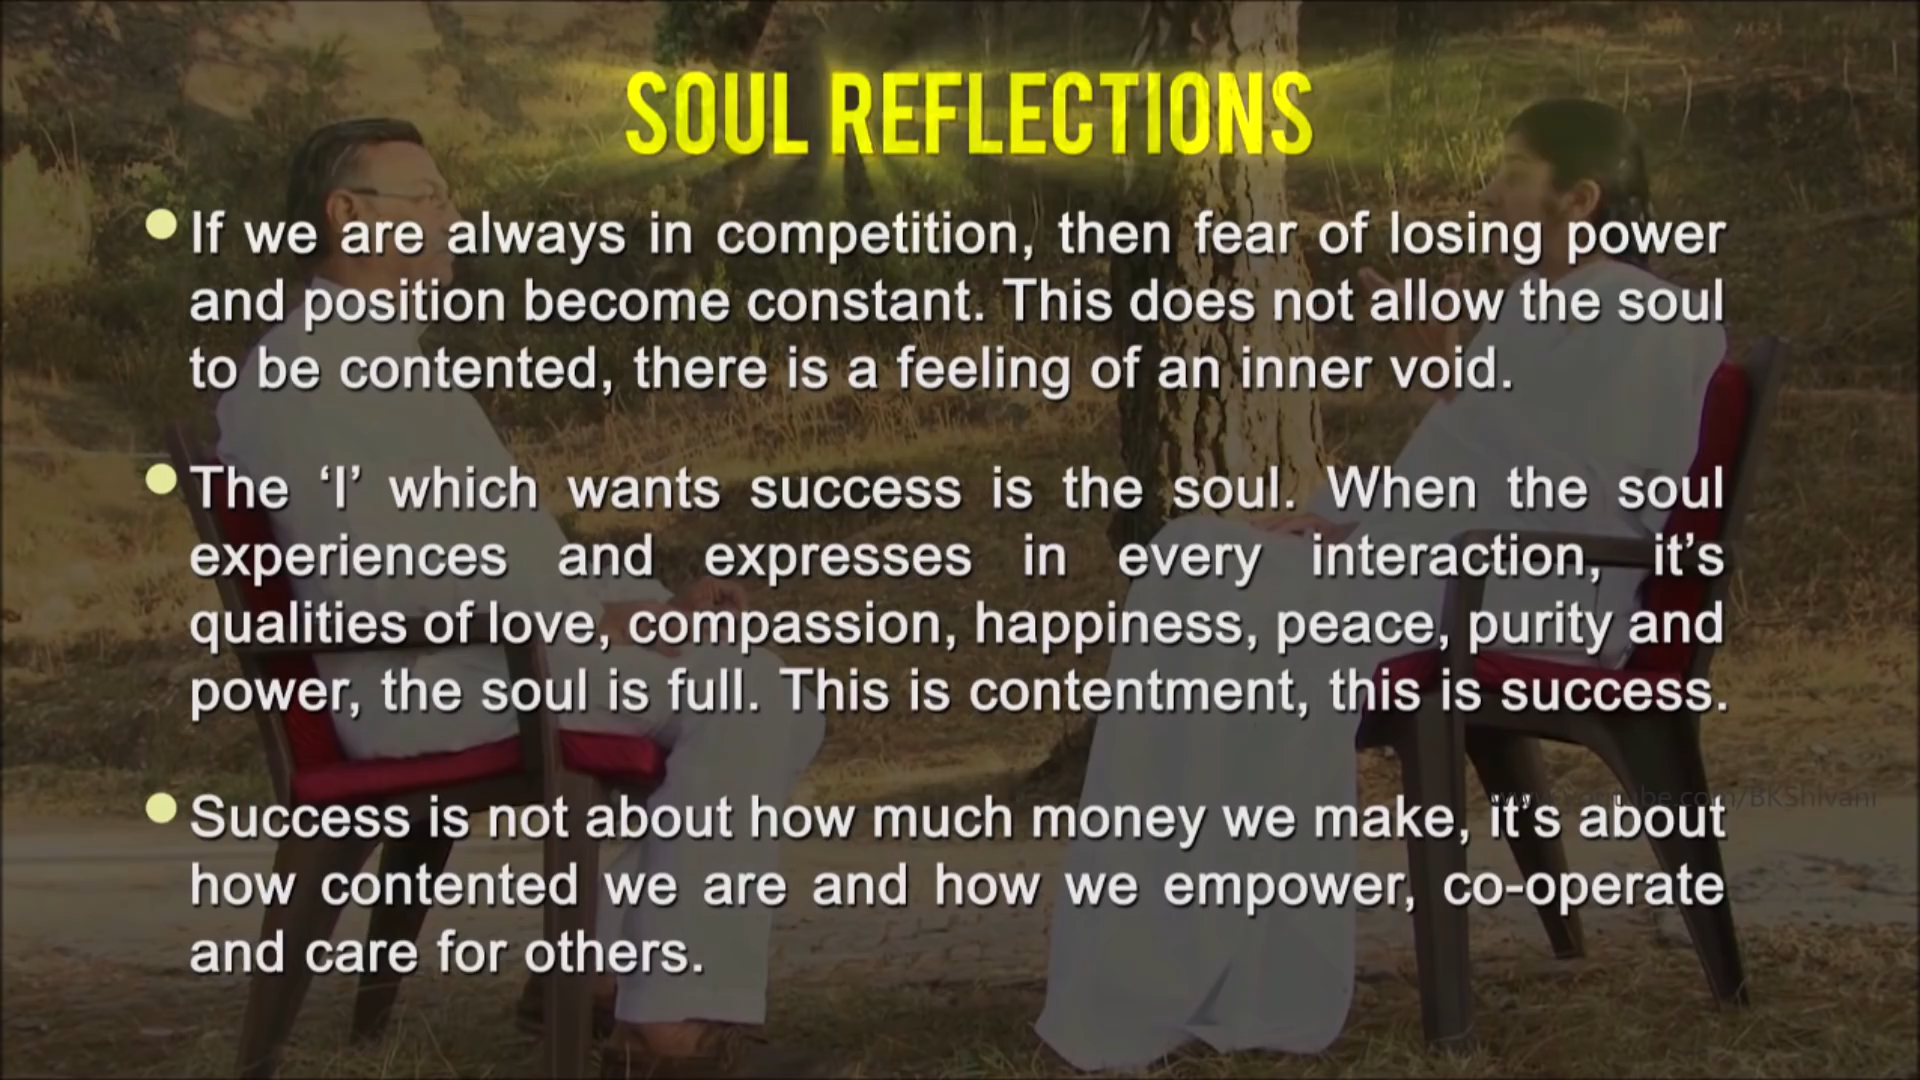 SOUL REFLECTIONS
• If we are always in competition, then fear of losing power
and position become constant. This does not allow the soul
to be contented, there is a feeling of an inner void.
• The ‘I’ which wants success is the soul. When the soul
experiences and expresses in every interaction, it’s
qualities of love, compassion, happiness, peace, purity and
power, the soul is full. This is contentment, this is success.
www.youtube.com/BKShivani
• Success is not about how much money we make, it’s about
how contented we are and how we empower, co-operate
and care for others.